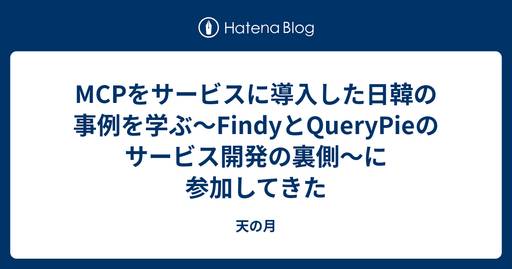 Hatena Blog
MCPをサービスに導入した日韓の
事例を学ぶ〜FindyとQueryPieの
サービス開発の裏側〜に
参加してきた
天の月